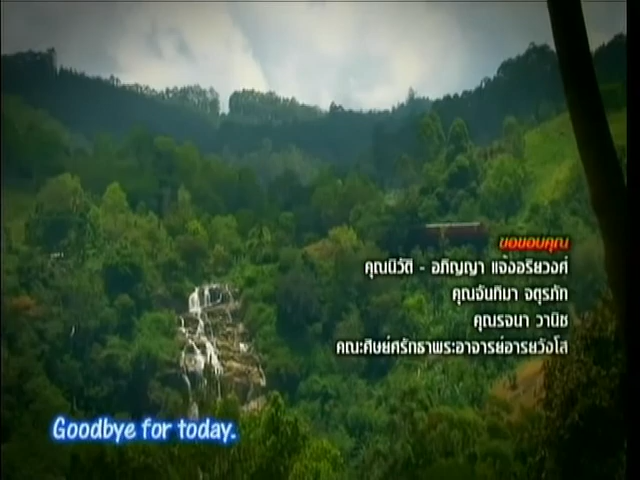 ขอขอบคุณ
คุณนิวัติ - อภิญญา แจ้งอริยวงศ์
คุณจันทิมา จตุรภัท
คุณรจนา วานิช
คณะศิษย์ศรัทธาพระอาจารย์อารยวังโส
Goodbye for today.